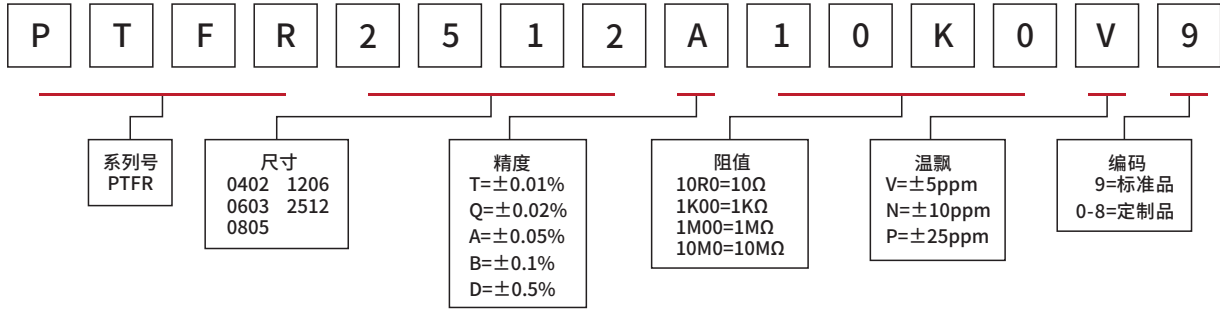 P T F R 2 5 1 2 A 1 0 K 0 V 9
系列号
PTFR
尺寸
0402 1206
0603 2512
0805
精度
T=±0.01%
Q=±0.02%
A=±0.05%
B=±0.1%
D=±0.5%
阻值
10R0=10Ω
1K00=1KΩ
1M00=1MΩ
10M0=10MΩ
温飘
V=±5ppm
N=±10ppm
P=±25ppm
编码
9=标准品
0-8=定制品